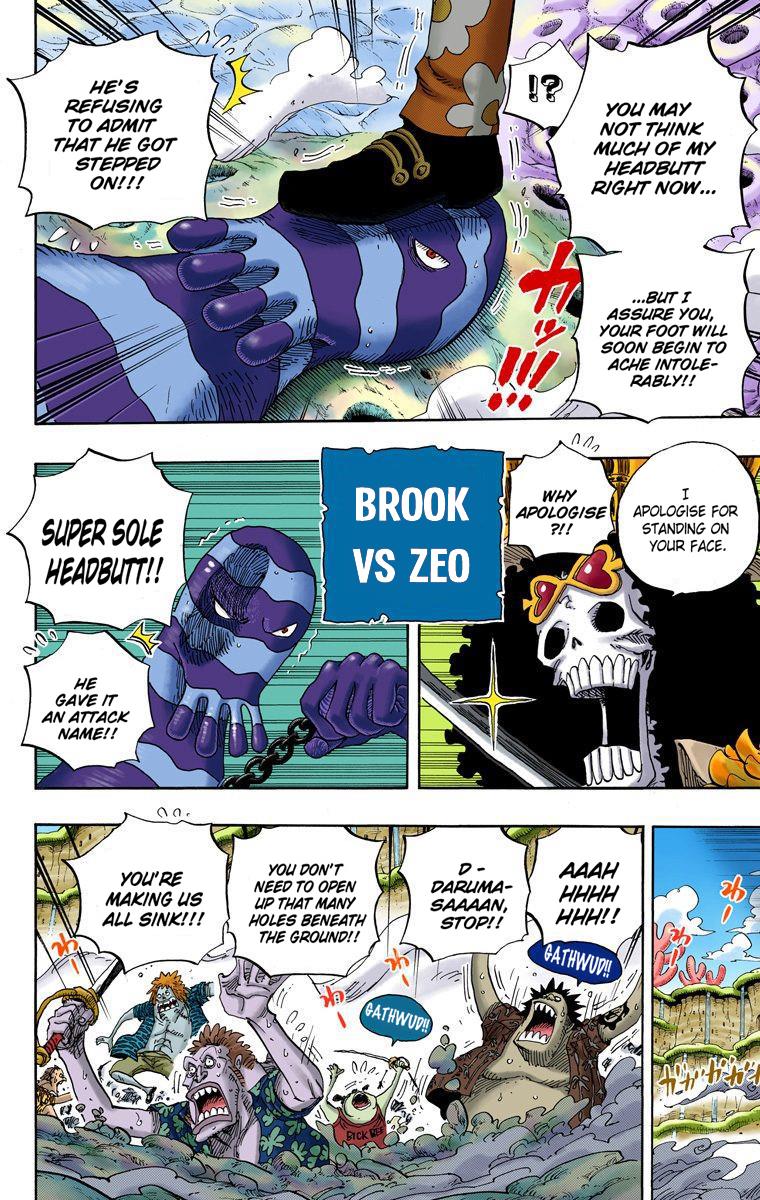 !?
YOU MAY
NOT THINK
MUCH OF MY
HEADBUTT
RIGHT NOW...
...BUT I
ASSURE YOU,
YOUR FOOT WILL
SOON BEGIN TO
ACHE INTOLE-
RABLY!!
HE'S
REFUSING
TO ADMIT
THAT HE GOT
STEPPED
ON!!!
カッ!!!
I
APOLOGISE FOR
STANDING ON
YOUR FACE.
WHY
APOLOGISE
?!!
BROOK
VS ZEO
SUPER SOLE
HEADBUTT!!
HE
GAVE IT
AN ATTACK
NAME!!
AAAH
HHHH
HHH!!
GATHWUD!!
D -
DARUMA-
SAAAAN,
STOP!!
YOU DON'T
NEED TO OPEN
UP THAT MANY
HOLES BENEATH
THE GROUND!!
GATHWUD!!
YOU'RE
MAKING US
ALL SINK!!!